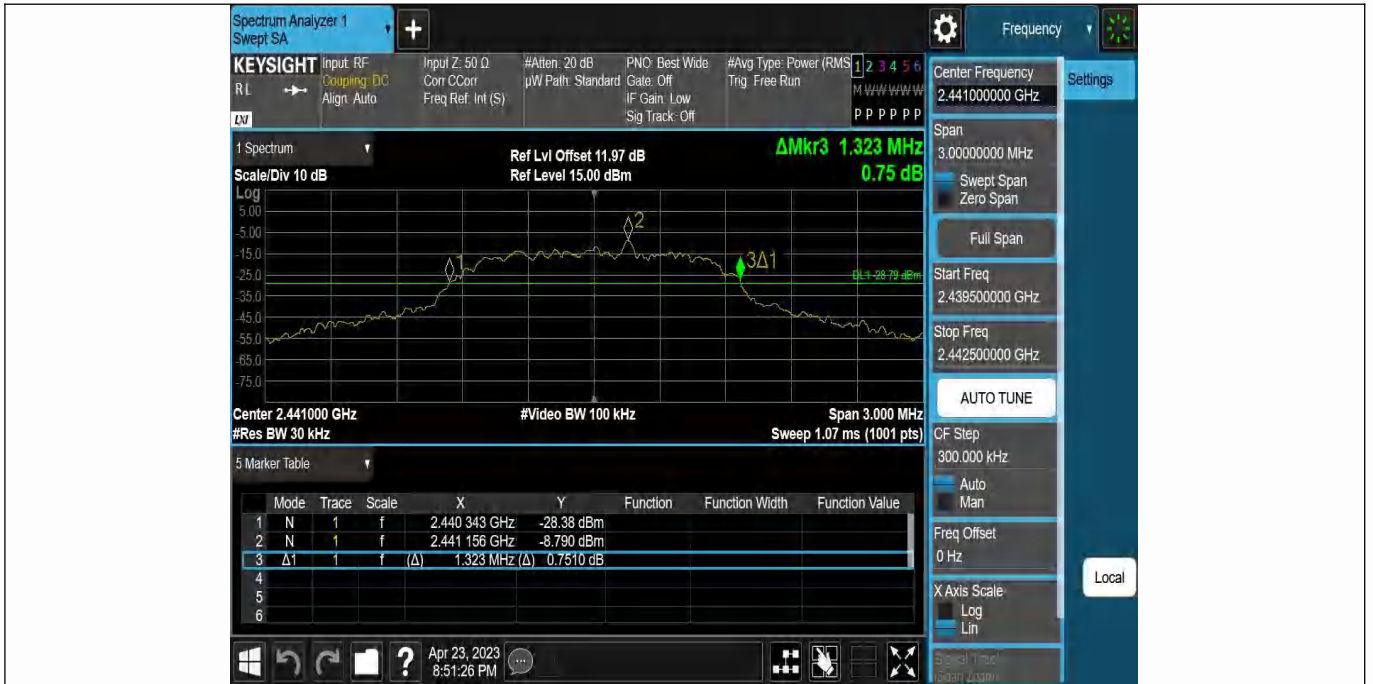 Spectrum Analyzer 1
Swept SA
Frequency
KEYSIGHT
RL
LXI
Input: RF
Coupling: DC
Align: Auto
Input Z: 50 Ω
Corr CCorr
Freq Ref: Int (S)
#Atten: 20 dB
µW Path: Standard
PNO: Best Wide
Gate: Off
IF Gain: Low
Sig Track: Off
#Avg Type: Power (RMS
Trig: Free Run
1 2 3 4 5 6
M W W W W W
P P P P P P
1 Spectrum
Scale/Div 10 dB
Ref Lvl Offset 11.97 dB
Ref Level 15.00 dBm
ΔMkr3 1.323 MHz
0.75 dB
Log
5.00
-5.00
-15.0
-25.0
-35.0
-45.0
-55.0
-65.0
-75.0
1
2
3Δ1
DL1 -28.79 dBm
Center 2.441000 GHz
#Res BW 30 kHz
#Video BW 100 kHz
Span 3.000 MHz
Sweep 1.07 ms (1001 pts)
5 Marker Table
Mode Trace Scale X Y Function Function Width Function Value
1 N 1 f 2.440 343 GHz -28.38 dBm
2 N 1 f 2.441 156 GHz -8.790 dBm
3 Δ1 1 f (Δ) 1.323 MHz (Δ) 0.7510 dB
4
5
6
Apr 23, 2023
8:51:26 PM
?
Center Frequency
2.441000000 GHz
Settings
Span
3.00000000 MHz
Swept Span
Zero Span
Full Span
Start Freq
2.439500000 GHz
Stop Freq
2.442500000 GHz
AUTO TUNE
CF Step
300.000 kHz
Auto
Man
Freq Offset
0 Hz
X Axis Scale
Log
Lin
Signal Track
(Span Zoom)
Local